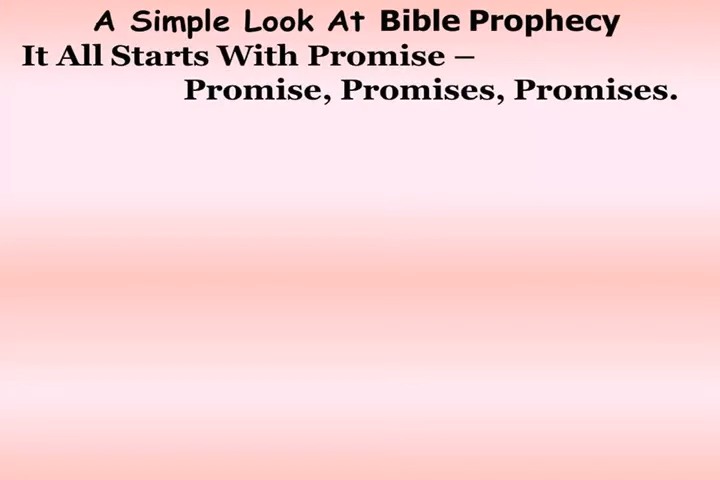 A Simple Look At Bible Prophecy
It All Starts With Promise –
Promise, Promises, Promises.